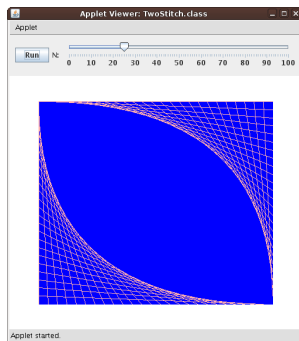 Applet Viewer: TwoStitch.class
Applet
Run N:
0 10 20 30 40 50 60 70 80 90 100
Applet started.